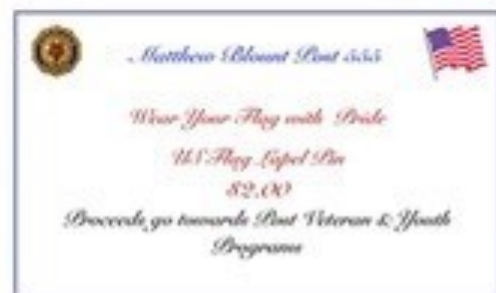 Matthew Blount Post 555
Wear Your Flag with Pride
US Flag Lapel Pin
$2.00
Proceeds go towards Post Veteran & Youth
Programs